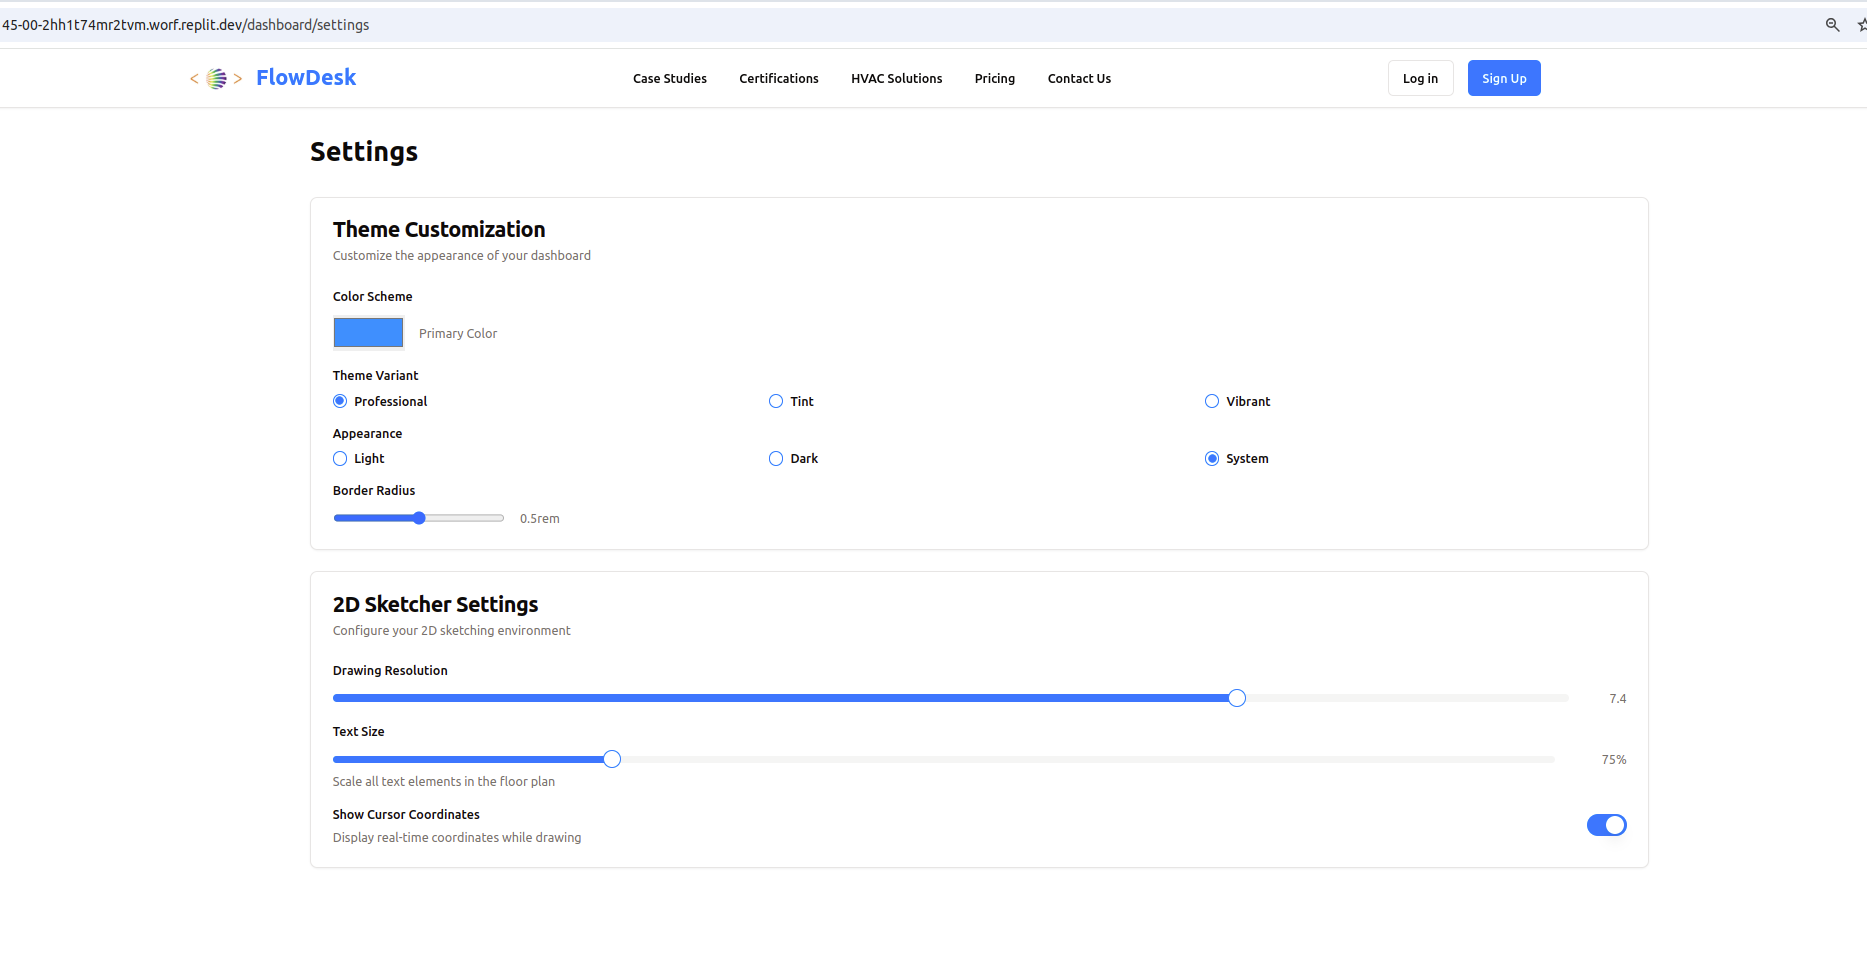 45-00-2hh1t74mr2tvm.worf.replit.dev/dashboard/settings
< > FlowDesk
Case Studies Certifications HVAC Solutions Pricing Contact Us
Log in Sign Up
Settings
Theme Customization
Customize the appearance of your dashboard
Color Scheme
Primary Color
Theme Variant
Professional Tint Vibrant
Appearance
Light Dark System
Border Radius
0.5rem
2D Sketcher Settings
Configure your 2D sketching environment
Drawing Resolution
7.4
Text Size
75%
Scale all text elements in the floor plan
Show Cursor Coordinates
Display real-time coordinates while drawing